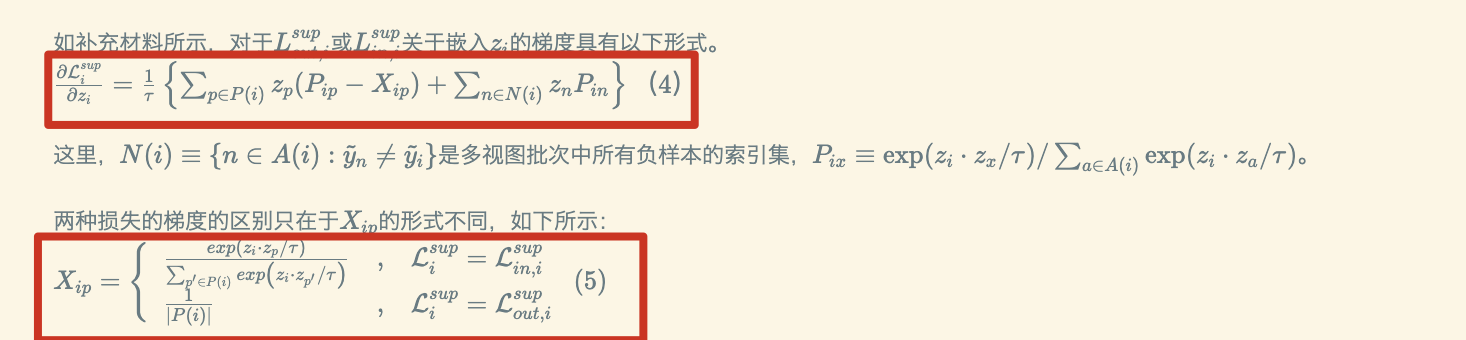 如补充材料所示，对于$L_{out,i}^{sup}$或$L_{in,i}^{sup}$关于嵌入$z_i$的梯度具有以下形式。
$\frac{\partial \mathcal{L}_i^{sup}}{\partial z_i} = \frac{1}{\tau} \left\{ \sum_{p \in P(i)} z_p (P_{ip} - X_{ip}) + \sum_{n \in N(i)} z_n P_{in} \right\} \quad (4)$
这里，$N(i) \equiv \{n \in A(i) : \tilde{y}_n \neq \tilde{y}_i\}$是多视图批次中所有负样本的索引集，$P_{ix} \equiv \exp(z_i \cdot z_x / \tau) / \sum_{a \in A(i)} \exp(z_i \cdot z_a / \tau)$。
两种损失的梯度的区别只在于$X_{ip}$的形式不同，如下所示：
$X_{ip} = \begin{cases} \frac{exp(z_i \cdot z_p / \tau)}{\sum_{p' \in P(i)} exp(z_i \cdot z_{p'} / \tau)} & , \quad \mathcal{L}_i^{sup} = \mathcal{L}_{in,i}^{sup} \\ \frac{1}{|P(i)|} & , \quad \mathcal{L}_i^{sup} = \mathcal{L}_{out,i}^{sup} \end{cases} \quad (5)$